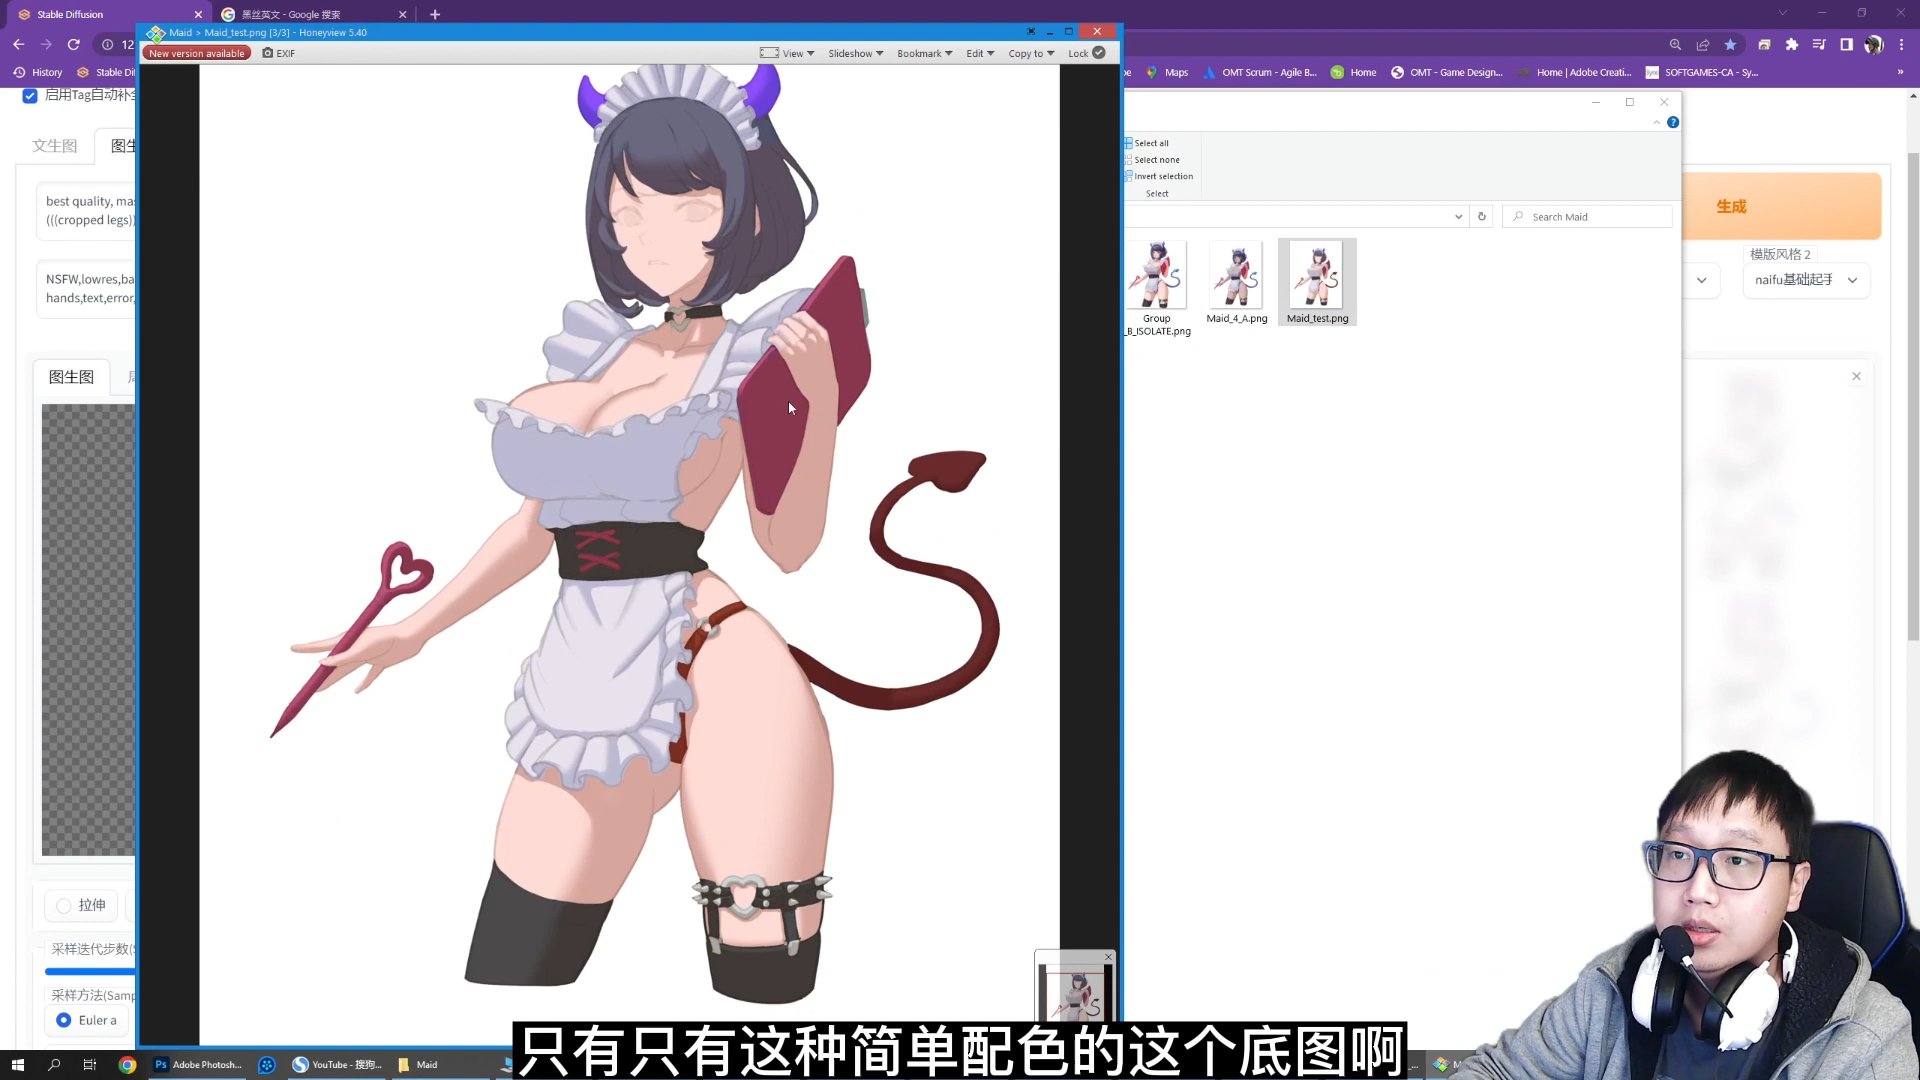 Stable Diffusion
黑丝英文 - Google 搜索
Maid > Maid_test.png [3/3] - Honeyview 5.40
New version available
EXIF
View
Slideshow
Bookmark
Edit
Copy to
Lock
12
History
Stable Dif
be
Maps
OMT Scrum - Agile B...
Home
OMT - Game Design...
Home | Adobe Creati...
SOFTGAMES-CA - Sy...
»
启用Tag自动补全
文生图
图生
best quality, mas
(((cropped legs))
NSFW,lowres,ba
hands,text,error,
图生图
Select all
Select none
Invert selection
Select
Search Maid
Group
_B_ISOLATE.png
Maid_4_A.png
Maid_test.png
生成
模版风格 2
naifu基础起手
拉伸
采样迭代步数(S
采样方法(Samp
Euler a
只有只有这种简单配色的这个底图啊
Adobe Photosh...
YouTube - 搜狗...
Maid